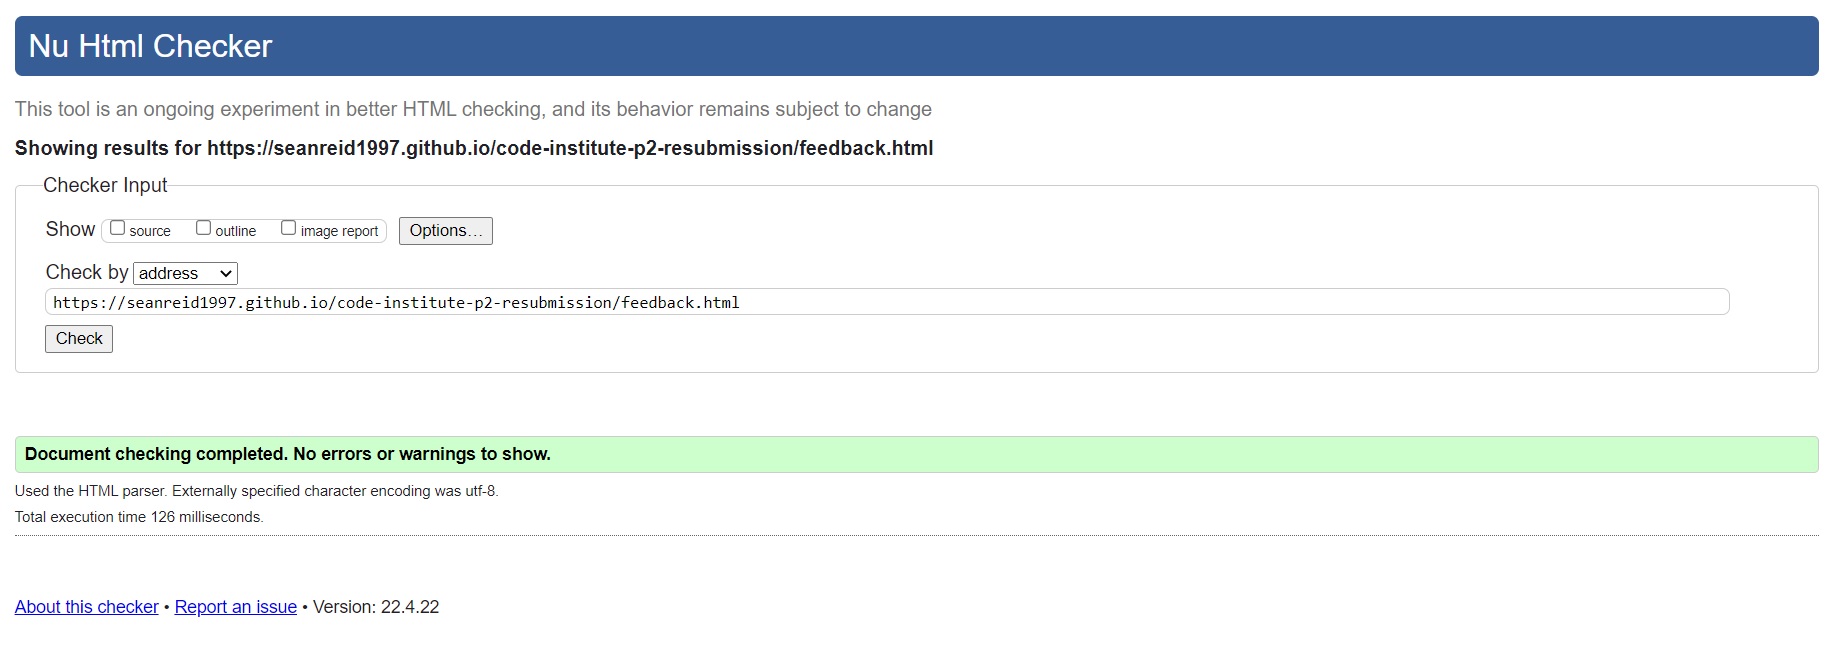 Nu Html Checker
This tool is an ongoing experiment in better HTML checking, and its behavior remains subject to change
Showing results for https://seanreid1997.github.io/code-institute-p2-resubmission/feedback.html
Checker Input
Show source outline image report Options...
Check by address
https://seanreid1997.github.io/code-institute-p2-resubmission/feedback.html
Check
Document checking completed. No errors or warnings to show.
Used the HTML parser. Externally specified character encoding was utf-8.
Total execution time 126 milliseconds.
About this checker • Report an issue • Version: 22.4.22